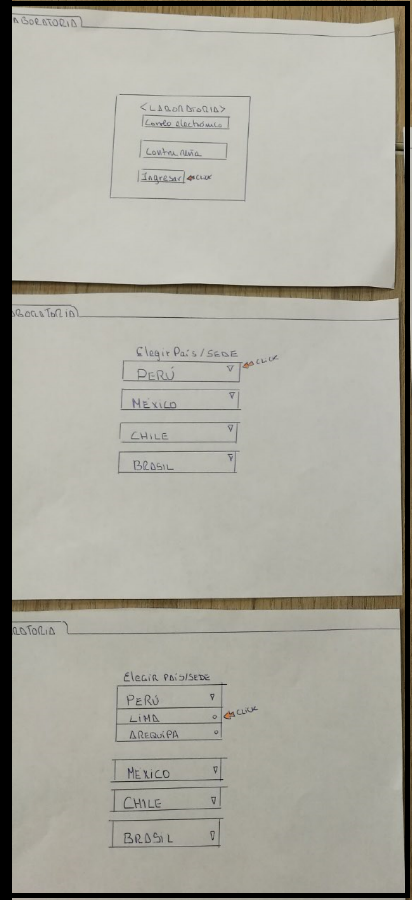 ABORATORIA
<LABORATORIA>
Correo electrónico
Contraseña
Ingresar CLICK
ABORATORIA
Elegir País/SEDE
PERÚ CLICK
MÉXICO
CHILE
BRASIL
RATORIA
ELEGIR PAÍS/SEDE
PERÚ
LIMA CLICK
AREQUIPA
MEXICO
CHILE
BRASIL